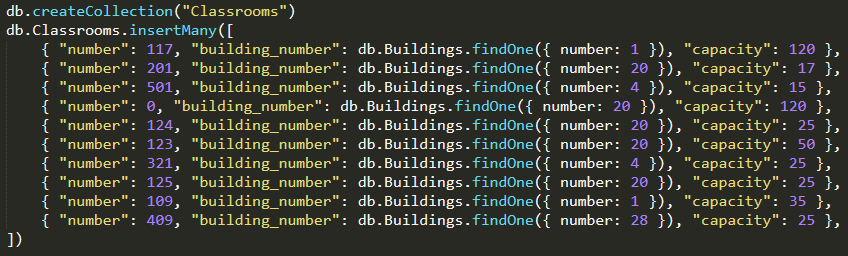 db.createCollection("Classrooms")
db.Classrooms.insertMany([
    { "number": 117, "building_number": db.Buildings.findOne({ number: 1 }), "capacity": 120 },
    { "number": 201, "building_number": db.Buildings.findOne({ number: 20 }), "capacity": 17 },
    { "number": 501, "building_number": db.Buildings.findOne({ number: 4 }), "capacity": 15 },
    { "number": 0, "building_number": db.Buildings.findOne({ number: 20 }), "capacity": 120 },
    { "number": 124, "building_number": db.Buildings.findOne({ number: 20 }), "capacity": 25 },
    { "number": 123, "building_number": db.Buildings.findOne({ number: 20 }), "capacity": 50 },
    { "number": 321, "building_number": db.Buildings.findOne({ number: 4 }), "capacity": 25 },
    { "number": 125, "building_number": db.Buildings.findOne({ number: 20 }), "capacity": 25 },
    { "number": 109, "building_number": db.Buildings.findOne({ number: 1 }), "capacity": 35 },
    { "number": 409, "building_number": db.Buildings.findOne({ number: 28 }), "capacity": 25 },
])